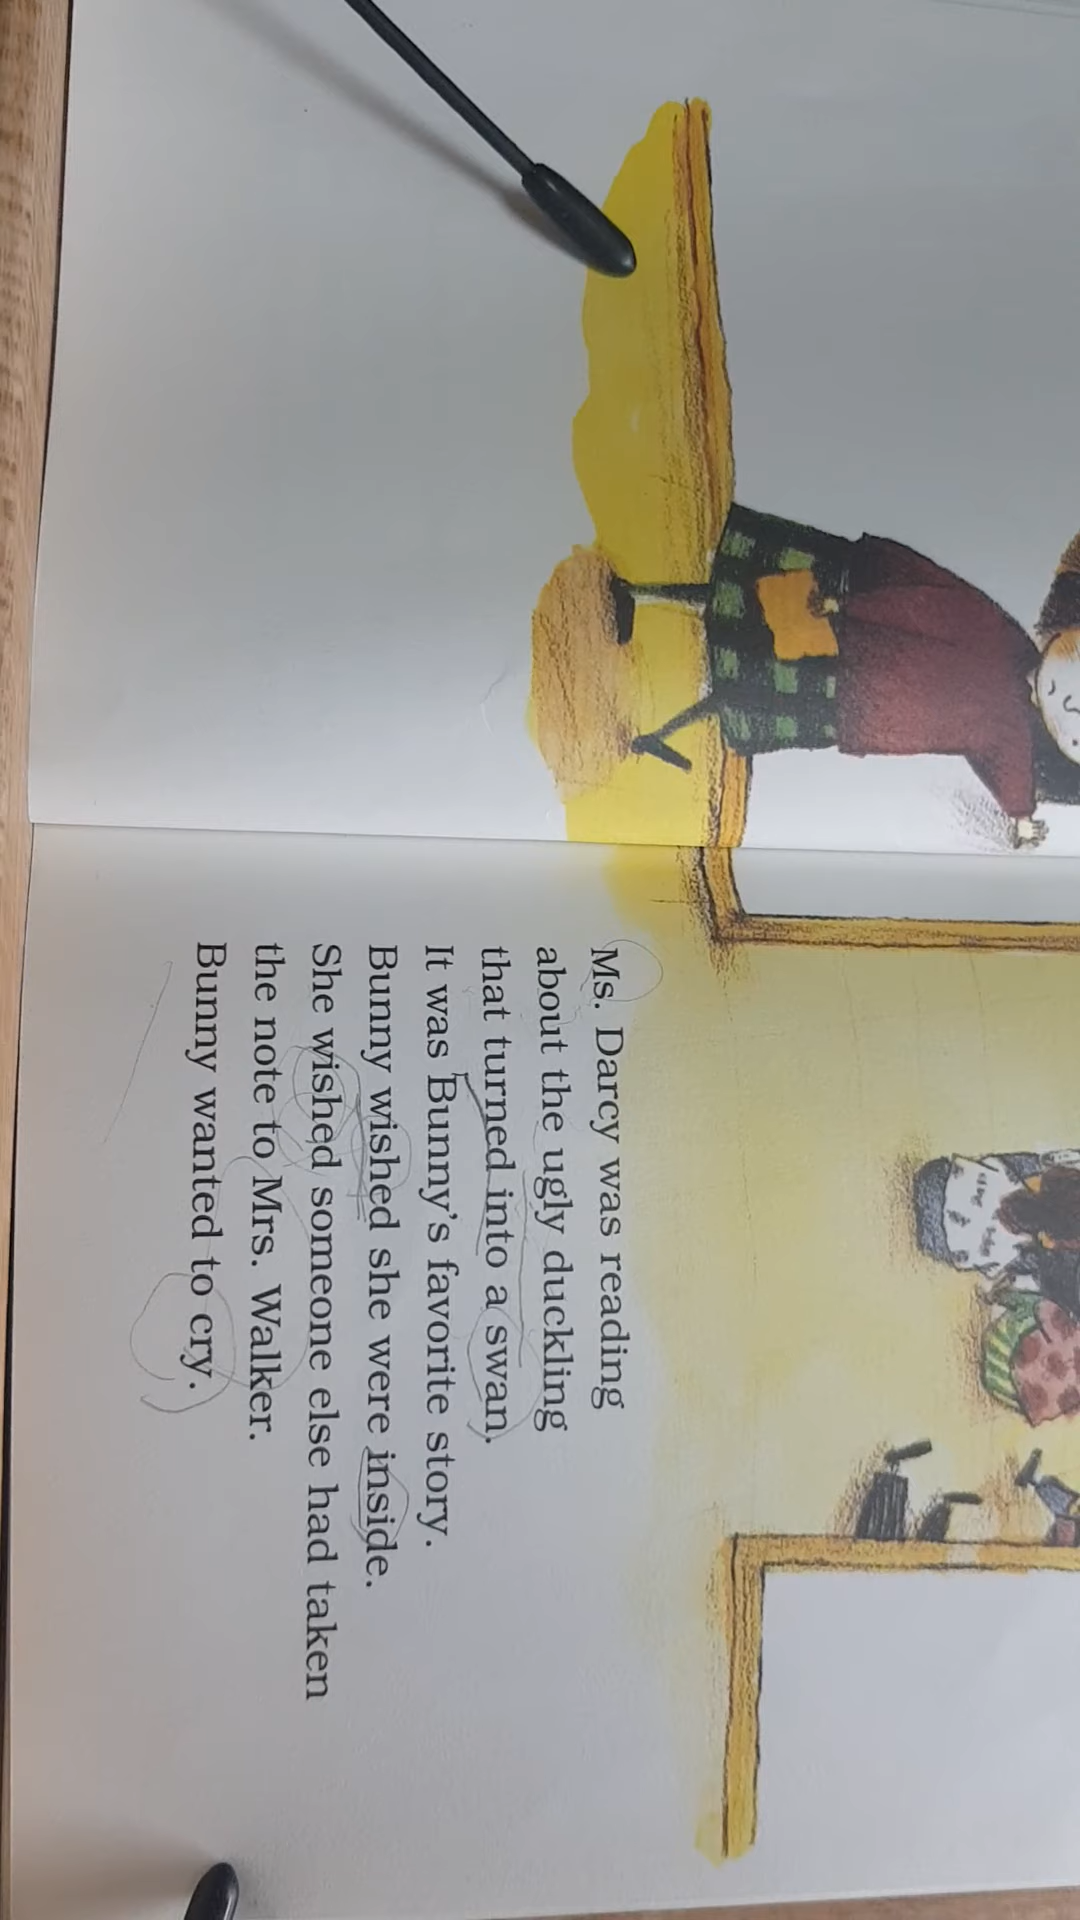 Ms. Darcy was reading
about the ugly duckling
that turned into a swan.
It was Bunny's favorite story.
Bunny wished she were inside.
She wished someone else had taken
the note to Mrs. Walker.
Bunny wanted to cry.